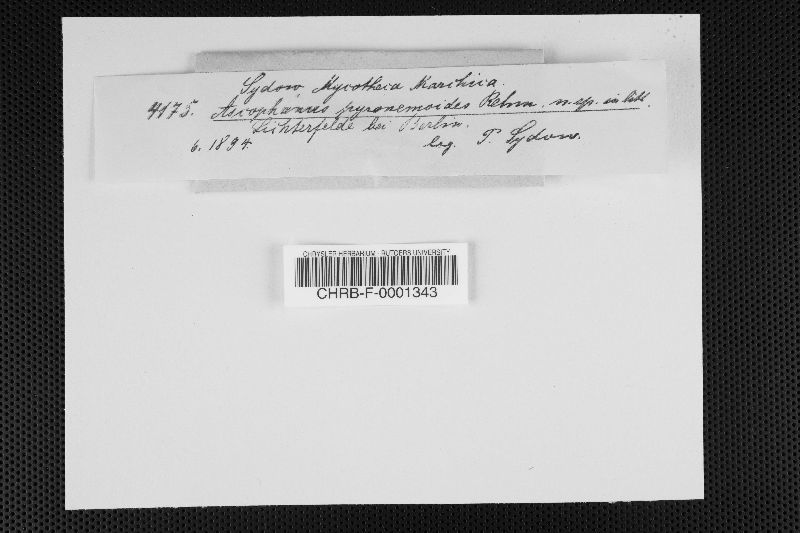 Sydow, Mycotheca Marchica.
4175. Ascophanus pyronemoides Rehm. n. sp. in litt.
Lichterfelde bei Berlin.
6. 1894. leg. P. Sydow.
CHRYSLER HERBARIUM - RUTGERS UNIVERSITY
CHRB-F-0001343